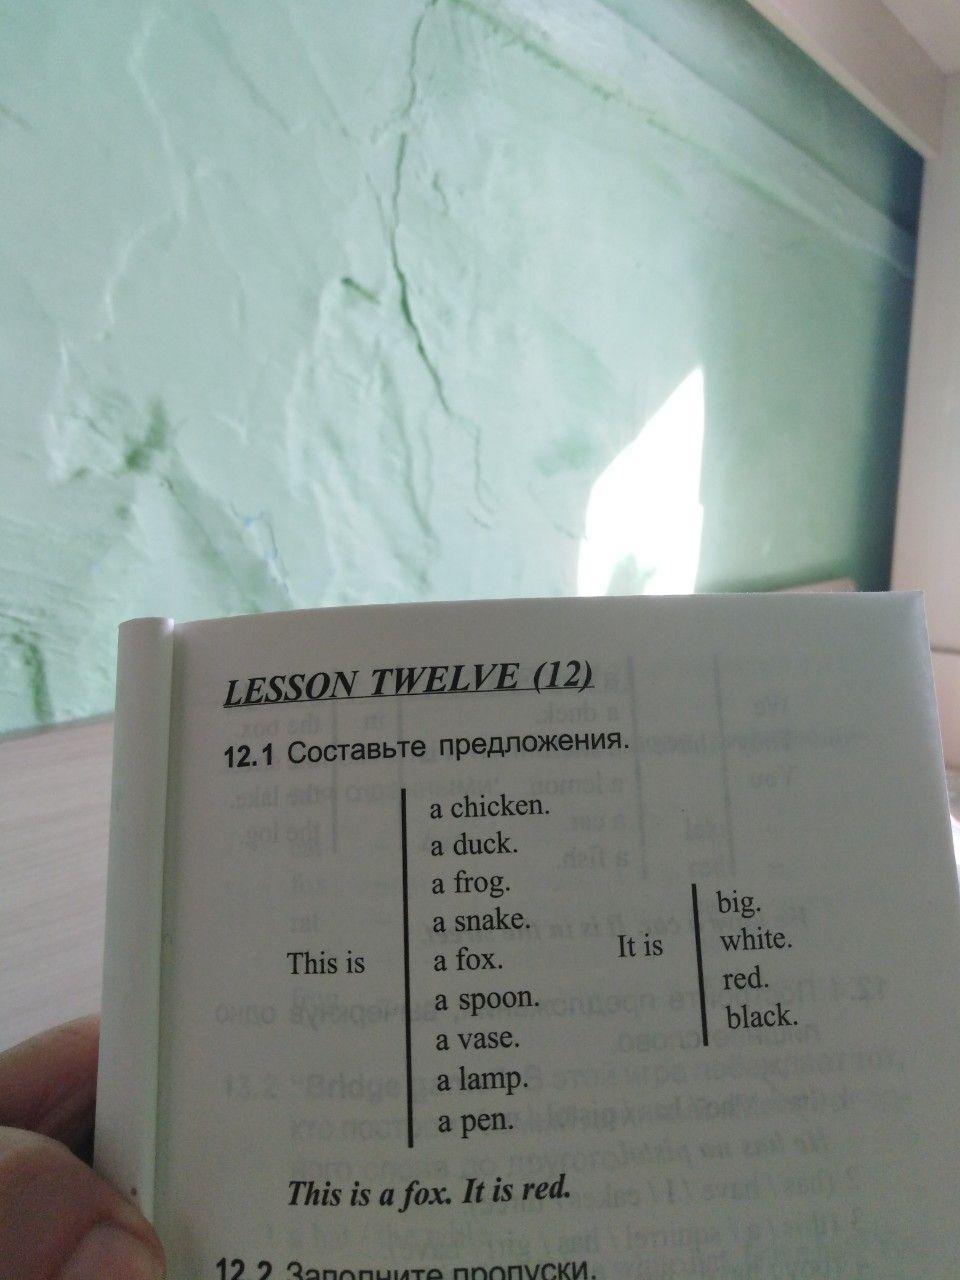 LESSON TWELVE (12)
12.1 Составьте предложения.
This is
a chicken.
a duck.
a frog.
a snake.
a fox.
a spoon.
a vase.
a lamp.
a pen.
It is
big.
white.
red.
black.
This is a fox. It is red.
12.2 Заполните пропуски.